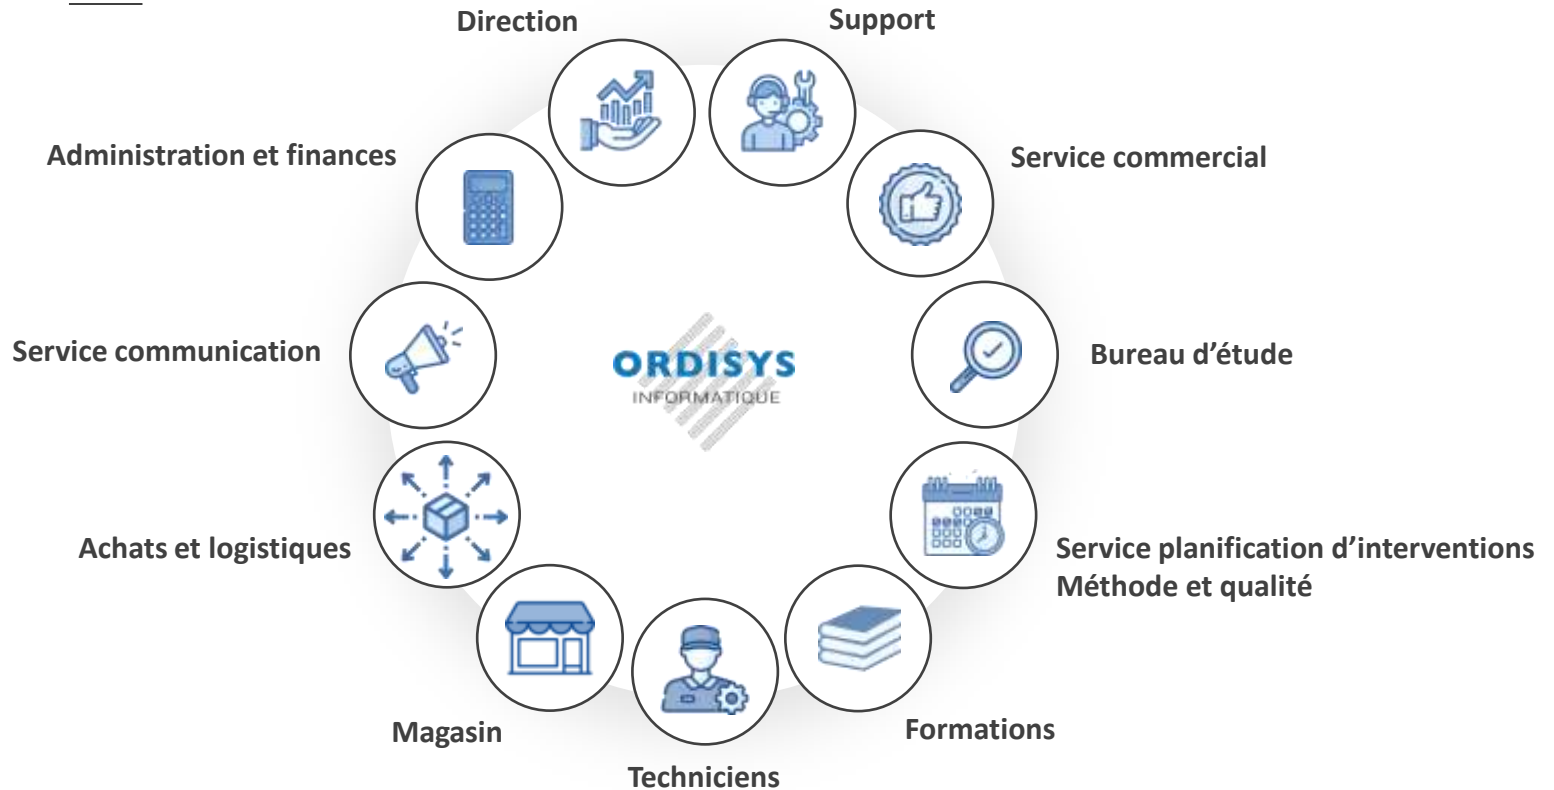 Direction
Support
Administration et finances
Service commercial
Service communication
ORDISYS
INFORMATIQUE
Bureau d’étude
Achats et logistiques
Service planification d’interventions
Méthode et qualité
Magasin
Formations
Techniciens